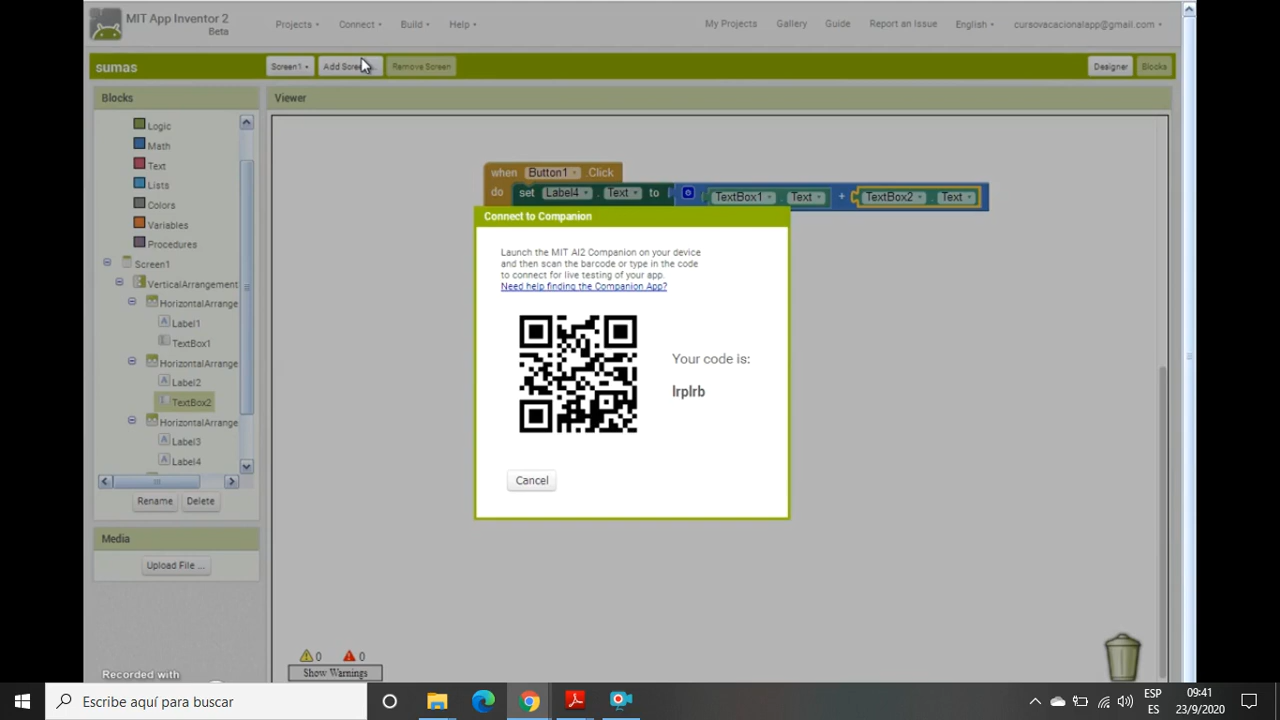 MIT App Inventor 2
Beta
Projects Connect Build Help My Projects Gallery Guide Report an Issue English cursovacacionalapp@gmail.com
sumas Screen1 Add Scre Remove Screen Designer Blocks
Blocks
Viewer
Logic
Math
Text
Lists
Colors
Variables
Procedures
Screen1
VerticalArrangement
HorizontalArrange
Label1
TextBox1
HorizontalArrange
Label2
TextBox2
HorizontalArrange
Label3
Label4
Rename Delete
Media
Upload File ...
when Button1 . Click
do set Label4 . Text to TextBox1 . Text + TextBox2 . Text
Connect to Companion
Launch the MIT AI2 Companion on your device
and then scan the barcode or type in the code
to connect for live testing of your app.
Need help finding the Companion App?
Your code is:
lrplrb
Cancel
0 0
Show Warnings
Recorded with
Escribe aquí para buscar
ESP
ES
09:41
23/9/2020